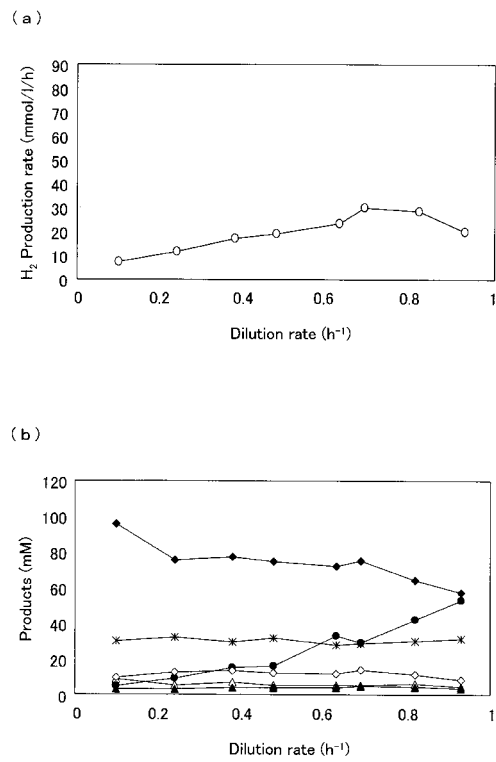 (a)
H₂ Production rate (mmol/l/h)
90
80
70
60
50
40
30
20
10
0
0 0.2 0.4 0.6 0.8 1
Dilution rate (h⁻¹)
(b)
Products (mM)
120
100
80
60
40
20
0
0 0.2 0.4 0.6 0.8 1
Dilution rate (h⁻¹)